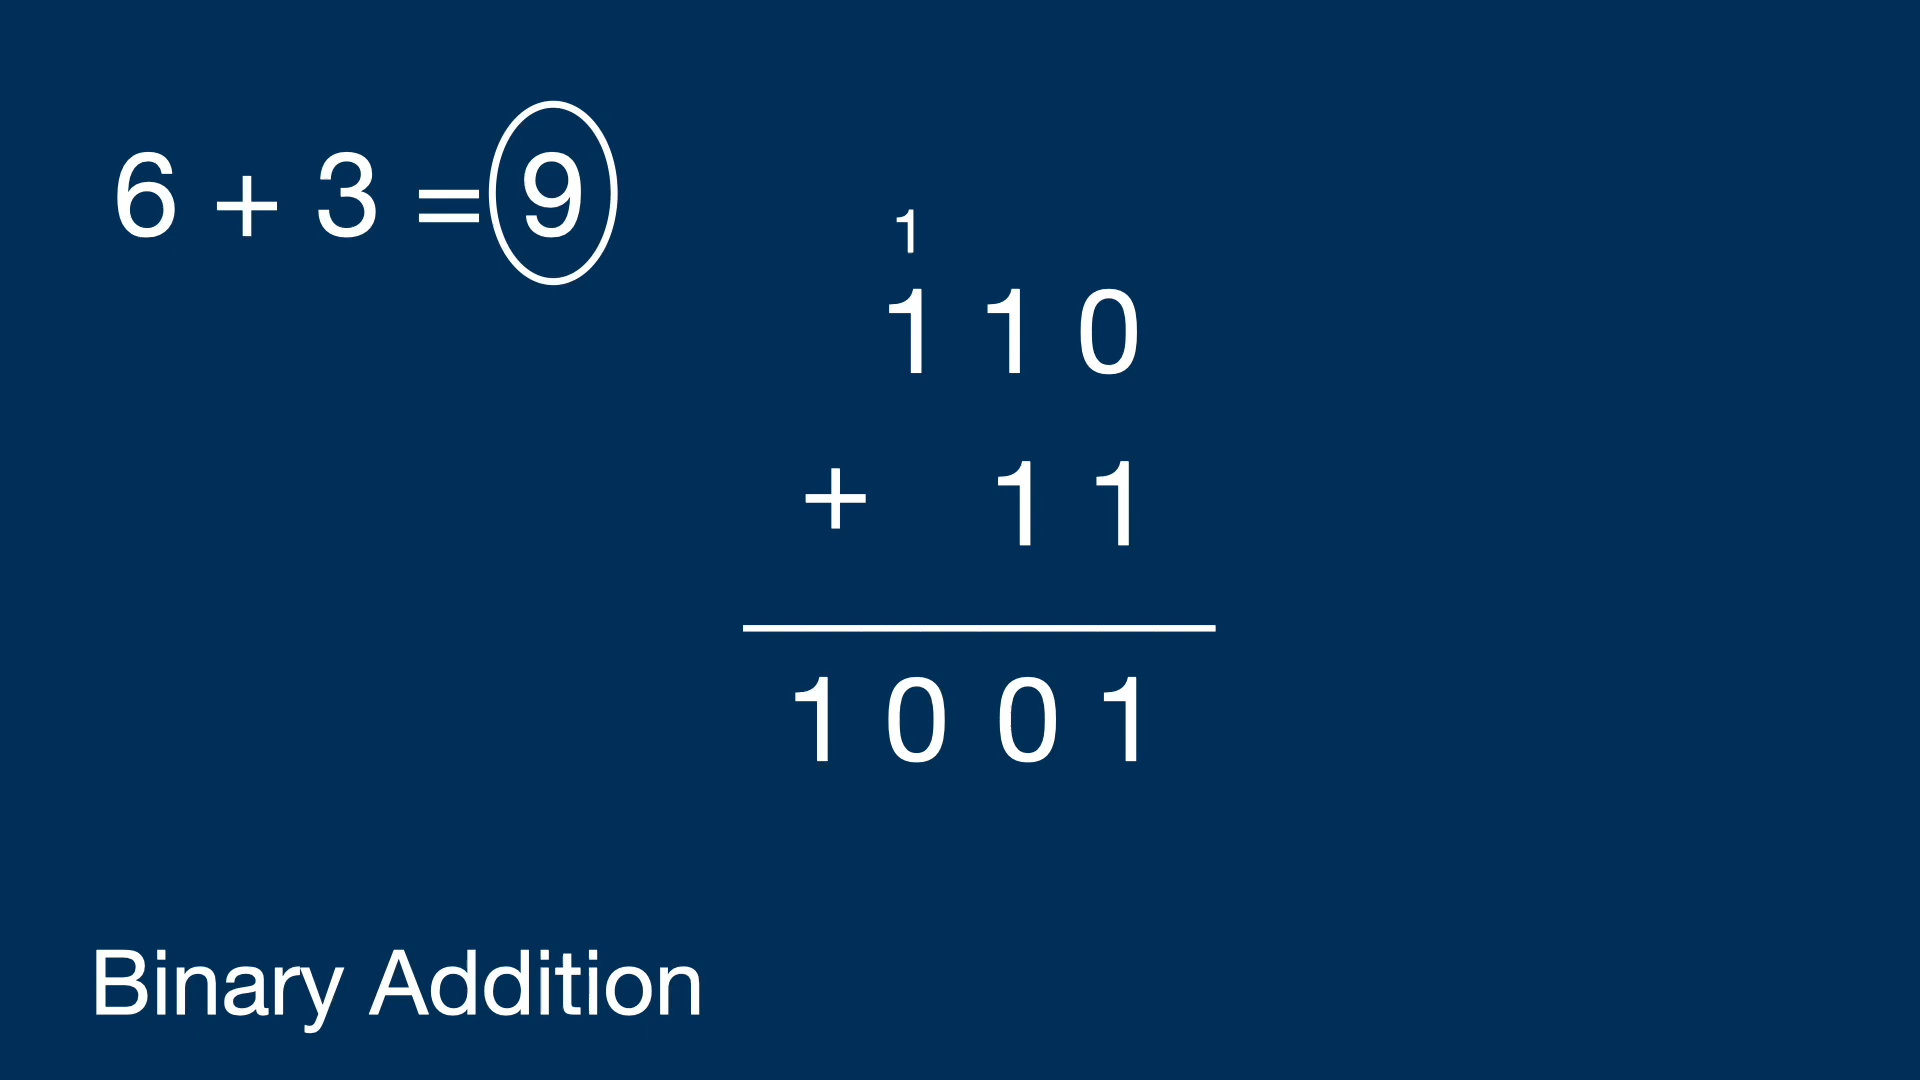 6 + 3 = 9
1
1 1 0
+ 1 1
1 0 0 1
Binary Addition